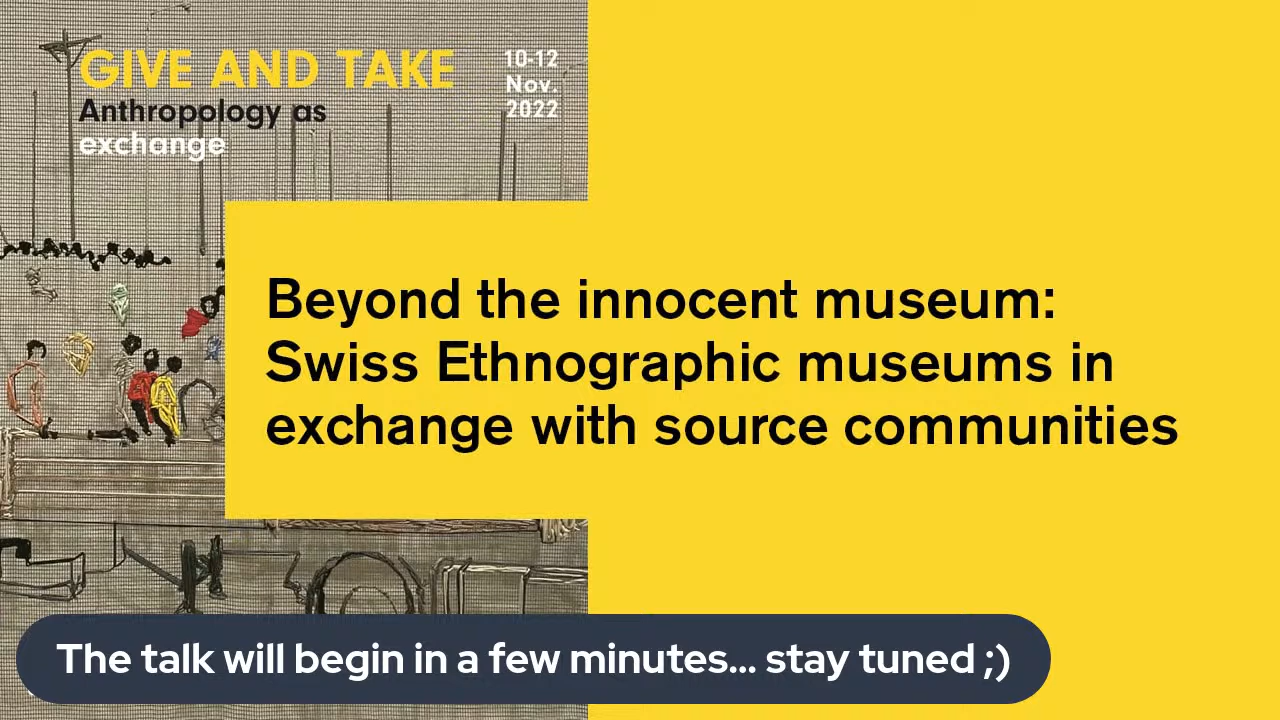 GIVE AND TAKE
Anthropology as
exchange
10-12
Nov.
2022
Beyond the innocent museum:
Swiss Ethnographic museums in
exchange with source communities
The talk will begin in a few minutes... stay tuned ;)